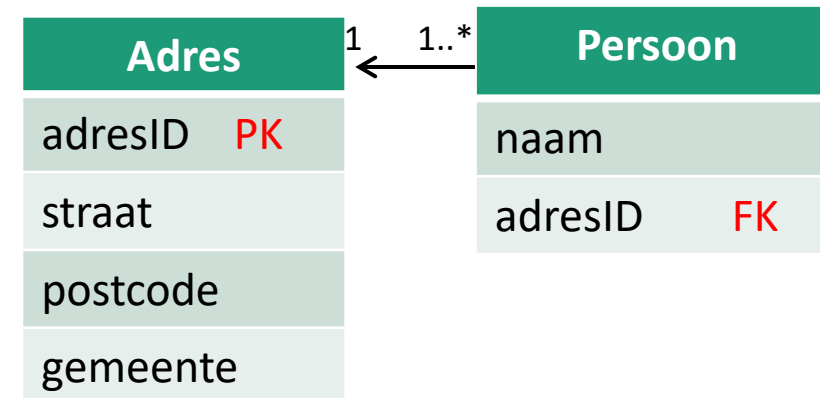 Adres
1 1..*
Persoon
adresID PK
straat
postcode
gemeente
naam
adresID FK